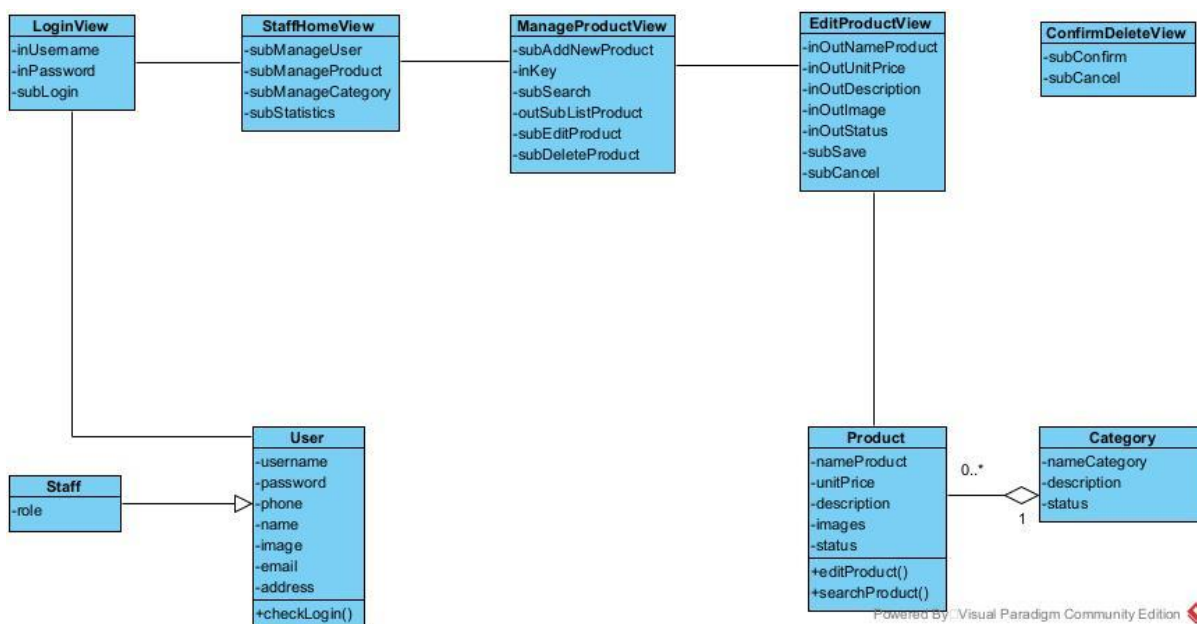 LoginView
-inUsername
-inPassword
-subLogin
StaffHomeView
-subManageUser
-subManageProduct
-subManageCategory
-subStatistics
ManageProductView
-subAddNewProduct
-inKey
-subSearch
-outSubListProduct
-subEditProduct
-subDeleteProduct
EditProductView
-inOutNameProduct
-inOutUnitPrice
-inOutDescription
-inOutImage
-inOutStatus
-subSave
-subCancel
ConfirmDeleteView
-subConfirm
-subCancel
Staff
-role
User
-username
-password
-phone
-name
-image
-email
-address
+checkLogin()
Product
-nameProduct
-unitPrice
-description
-images
-status
+editProduct()
+searchProduct()
0..*
1
Category
-nameCategory
-description
-status
Powered By Visual Paradigm Community Edition